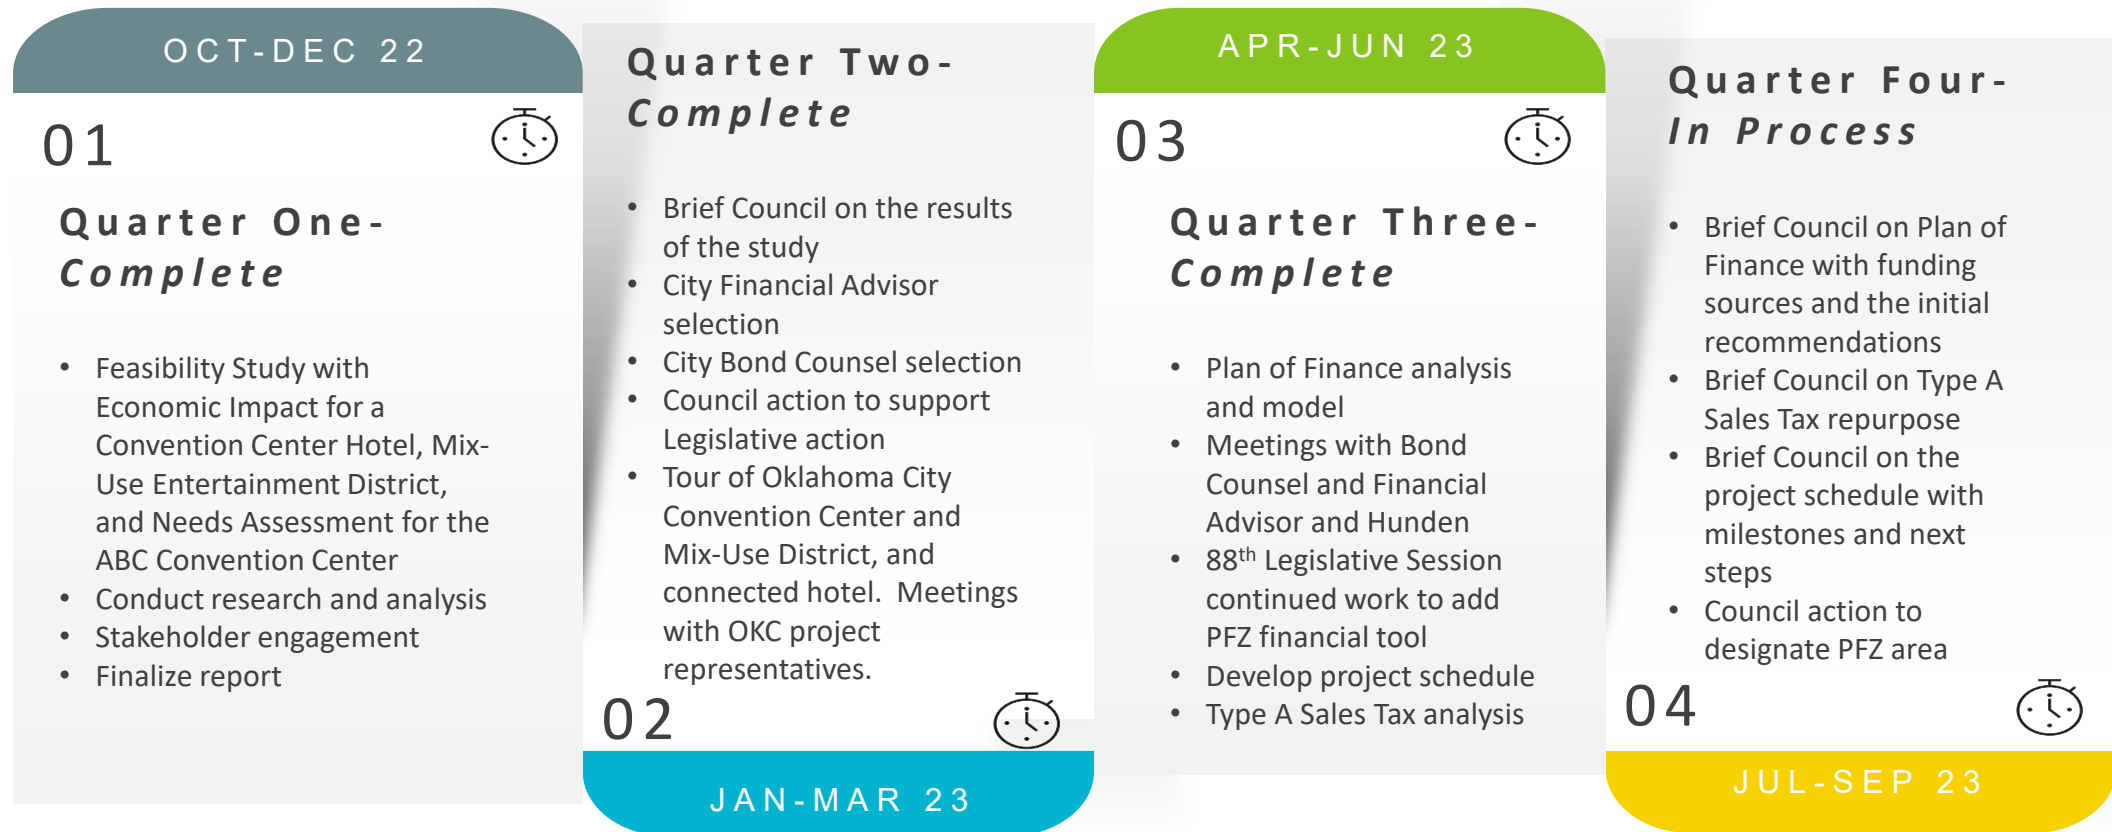 OCT-DEC 22
01
Quarter One-
Complete
• Feasibility Study with
Economic Impact for a
Convention Center Hotel, Mix-
Use Entertainment District,
and Needs Assessment for the
ABC Convention Center
• Conduct research and analysis
• Stakeholder engagement
• Finalize report
Quarter Two-
Complete
• Brief Council on the results
of the study
• City Financial Advisor
selection
• City Bond Counsel selection
• Council action to support
Legislative action
• Tour of Oklahoma City
Convention Center and
Mix-Use District, and
connected hotel.  Meetings
with OKC project
representatives.
02
JAN-MAR 23
APR-JUN 23
03
Quarter Three-
Complete
• Plan of Finance analysis
and model
• Meetings with Bond
Counsel and Financial
Advisor and Hunden
• 88th Legislative Session
continued work to add
PFZ financial tool
• Develop project schedule
• Type A Sales Tax analysis
Quarter Four-
In Process
• Brief Council on Plan of
Finance with funding
sources and the initial
recommendations
• Brief Council on Type A
Sales Tax repurpose
• Brief Council on the
project schedule with
milestones and next
steps
• Council action to
designate PFZ area
04
JUL-SEP 23